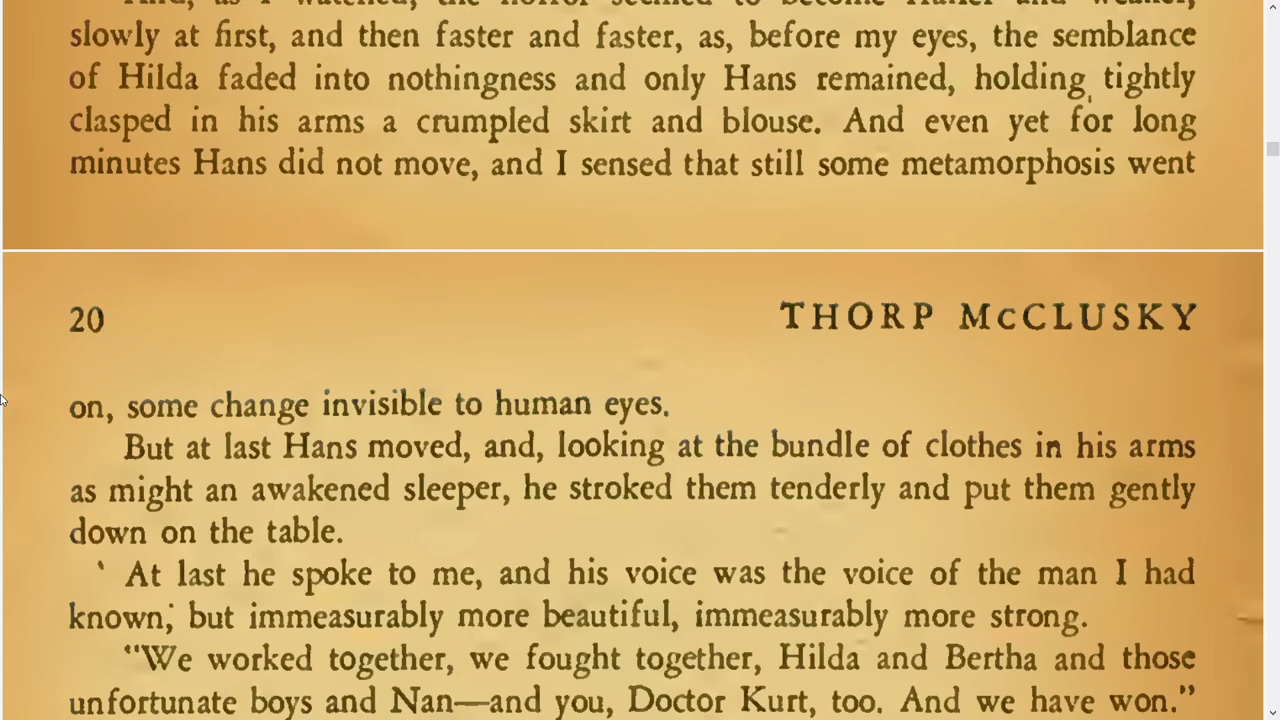 slowly at first, and then faster and faster, as, before my eyes, the semblance
of Hilda faded into nothingness and only Hans remained, holding tightly
clasped in his arms a crumpled skirt and blouse. And even yet for long
minutes Hans did not move, and I sensed that still some metamorphosis went
20 THORP McCLUSKY
on, some change invisible to human eyes.
But at last Hans moved, and, looking at the bundle of clothes in his arms
as might an awakened sleeper, he stroked them tenderly and put them gently
down on the table.
At last he spoke to me, and his voice was the voice of the man I had
known, but immeasurably more beautiful, immeasurably more strong.
"We worked together, we fought together, Hilda and Bertha and those
unfortunate boys and Nan—and you, Doctor Kurt, too. And we have won."